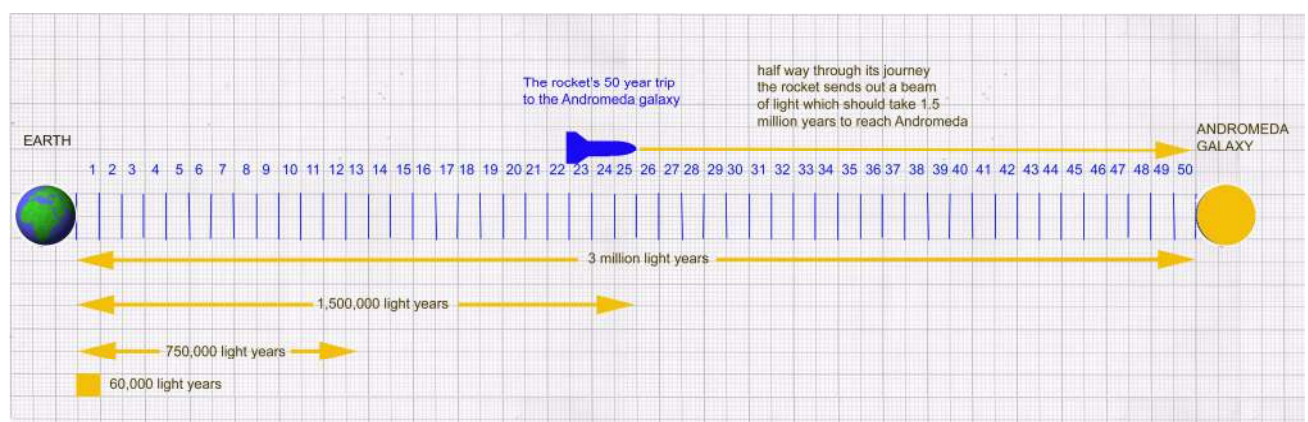 The rocket's 50 year trip
to the Andromeda galaxy
half way through its journey
the rocket sends out a beam
of light which should take 1.5
million years to reach Andromeda
EARTH
ANDROMEDA
GALAXY
1 2 3 4 5 6 7 8 9 10 11 12 13 14 15 16 17 18 19 20 21 22 23 24 25 26 27 28 29 30 31 32 33 34 35 36 37 38 39 40 41 42 43 44 45 46 47 48 49 50
3 million light years
1,500,000 light years
750,000 light years
60,000 light years